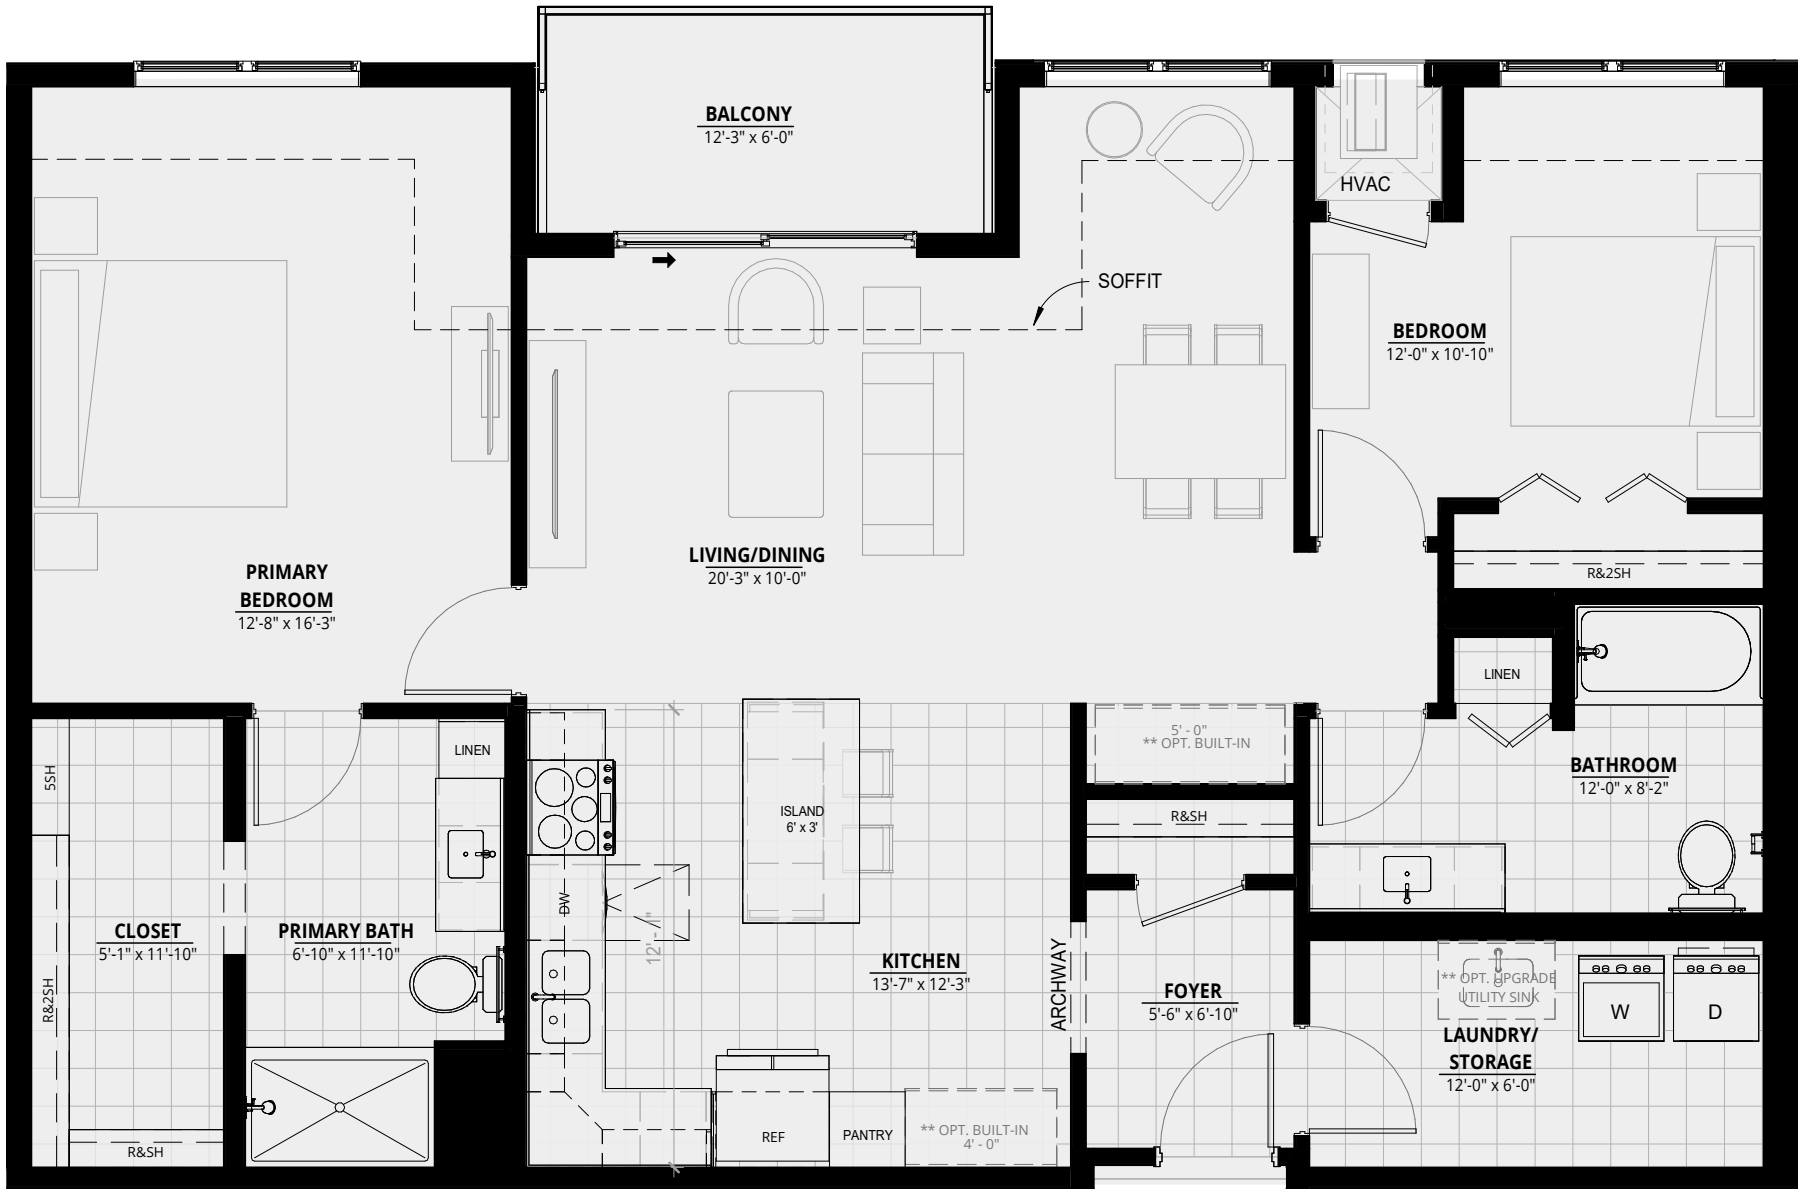 BALCONY
12'-3" x 6'-0"
HVAC
SOFFIT
BEDROOM
12'-0" x 10'-10"
LIVING/DINING
20'-3" x 10'-0"
PRIMARY
BEDROOM
12'-8" x 16'-3"
R&2SH
LINEN
LINEN
5SH
5' - 0"
** OPT. BUILT-IN
BATHROOM
12'-0" x 8'-2"
ISLAND
6' x 3'
R&SH
DW
12' - 1"
CLOSET
5'-1" x 11'-10"
PRIMARY BATH
6'-10" x 11'-10"
KITCHEN
13'-7" x 12'-3"
ARCHWAY
FOYER
5'-6" x 6'-10"
** OPT. UPGRADE
UTILITY SINK
W
D
LAUNDRY/
STORAGE
12'-0" x 6'-0"
R&2SH
R&SH
REF
PANTRY
** OPT. BUILT-IN
4' - 0"